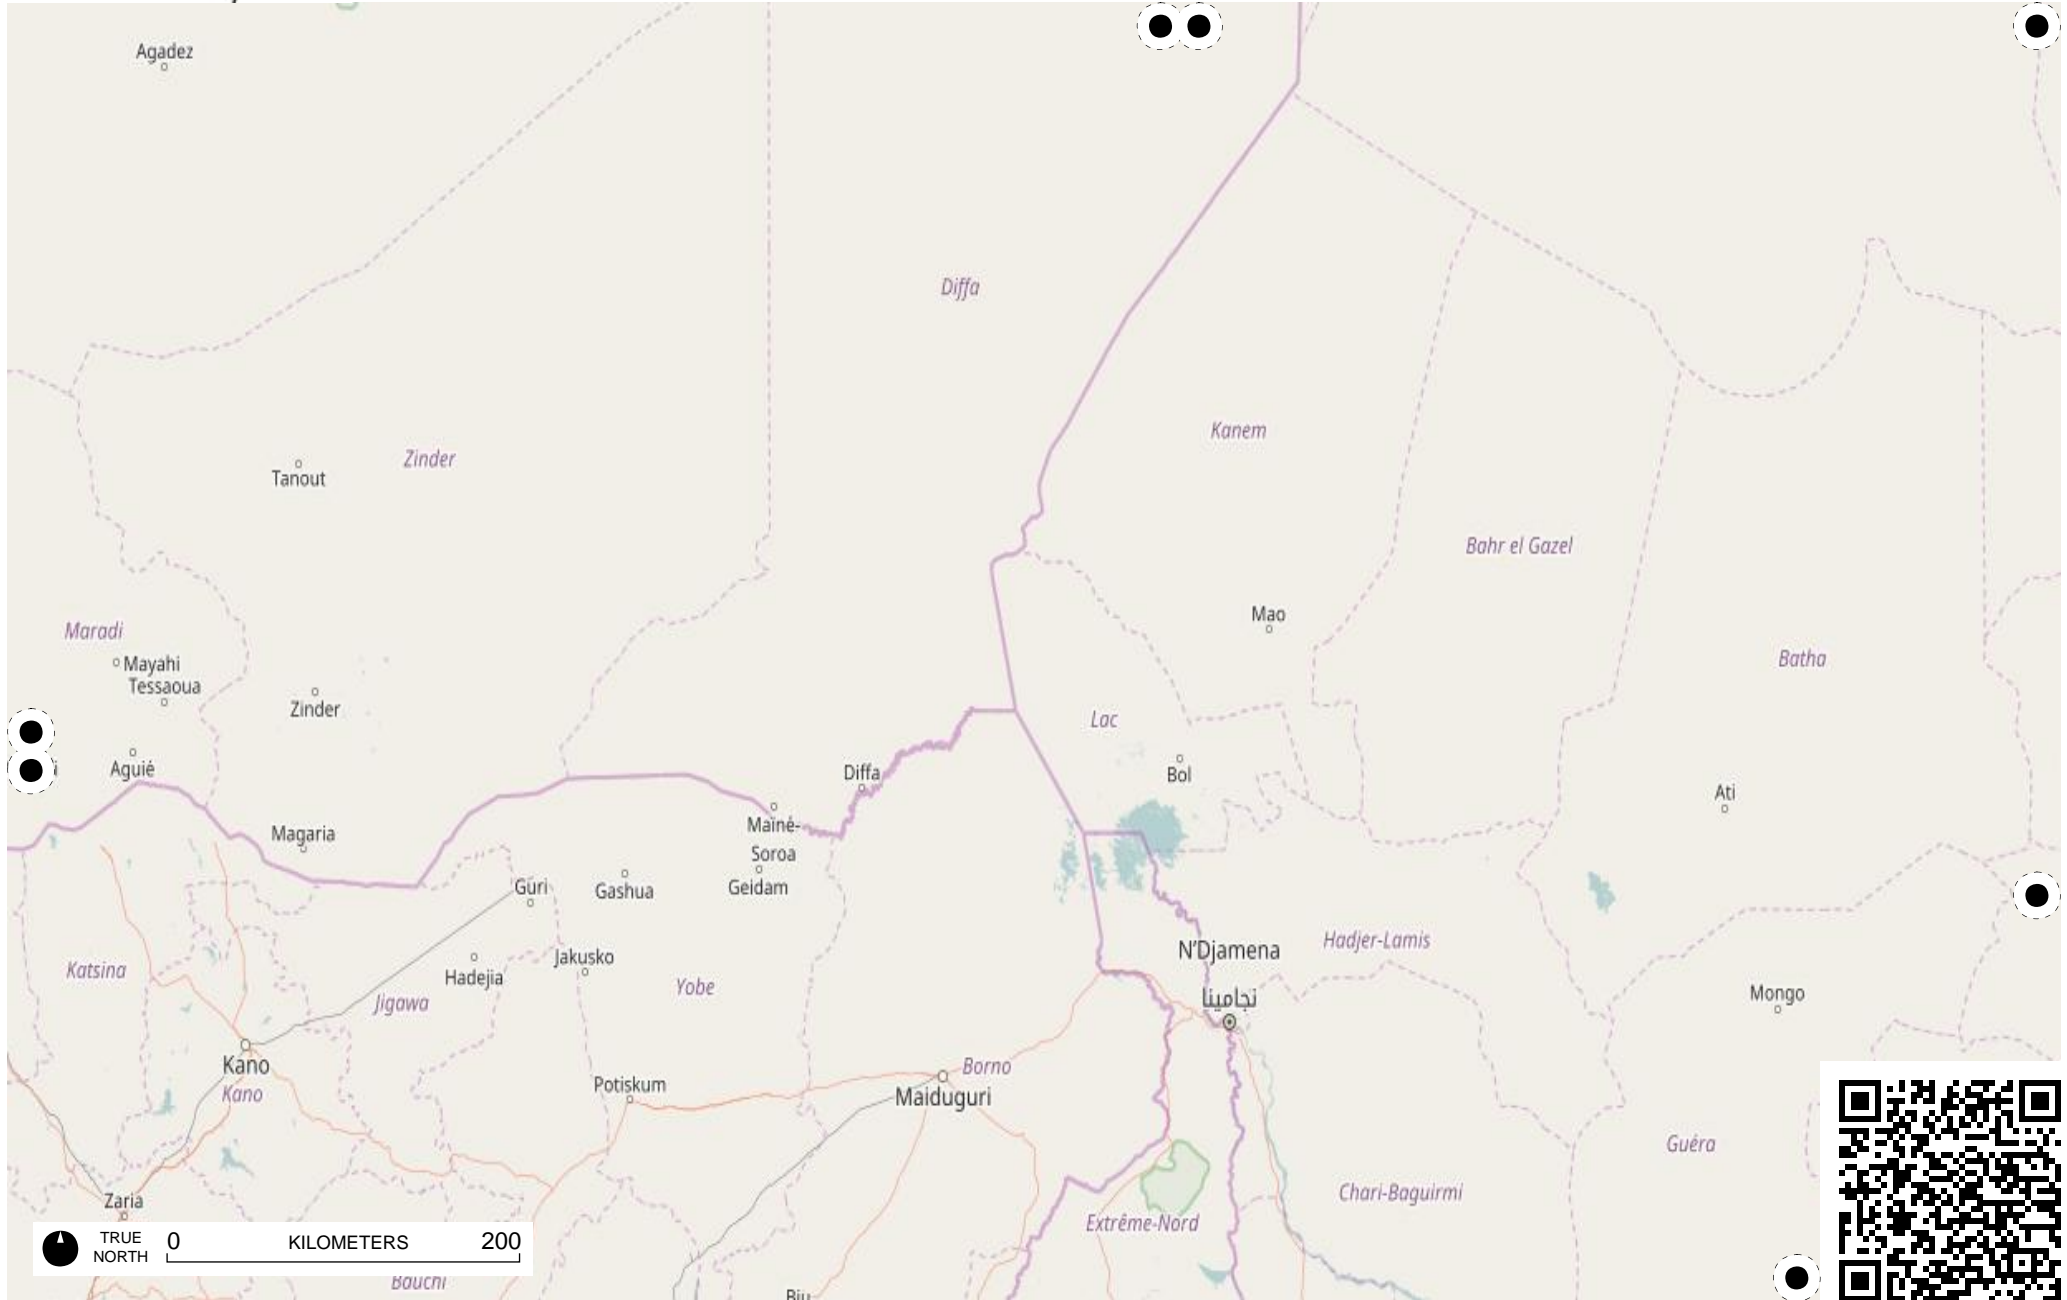 Agadez
Diffa
Kanem
Zinder
Tanout
Bahr el Gazel
Mao
Maradi
Mayahi
Tessaoua
Batha
Zinder
Lac
Aguié
Diffa
Bol
Ati
Magaria
Maïné-
Soroa
Guri
Gashua
Geidam
N'Djamena
نجامينا
Hadjer-Lamis
Katsina
Jakusko
Hadejia
Yobe
Jigawa
Mongo
Kano
Kano
Borno
Potiskum
Maiduguri
Guéra
Zaria
Chari-Baguirmi
Extrême-Nord
TRUE
NORTH
0 KILOMETERS 200
Bauchi